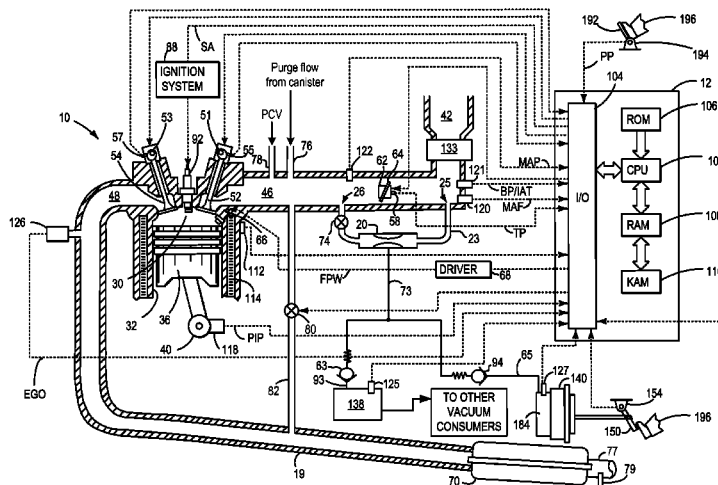 88
SA
IGNITION
SYSTEM
Purge flow
from canister
PCV
192
196
194
PP
12
104
ROM
106
CPU
RAM
KAM
I/O
10
53
57
92
51
55
54
52
78
76
122
62
64
42
133
121
MAP
BP/IAT
MAF
120
TP
58
48
46
26
25
126
66
74
20
23
112
30
114
FPW
DRIVER
68
73
32
36
40
118
PIP
80
EGO
82
63
93
125
138
94
65
127
140
TO OTHER
VACUUM
CONSUMERS
184
154
150
196
19
70
77
79